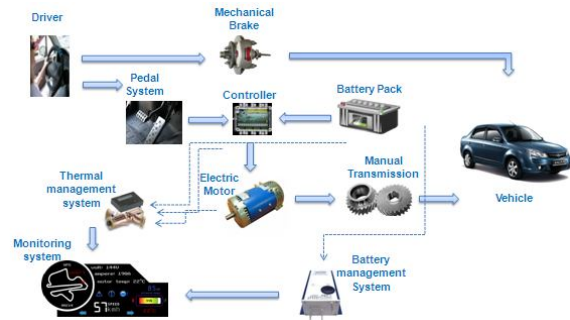 Driver
Mechanical
Brake
Pedal
System
Controller
Battery Pack
Thermal
management
system
Electric
Motor
Manual
Transmission
Vehicle
Monitoring
system
Battery
management
System
57